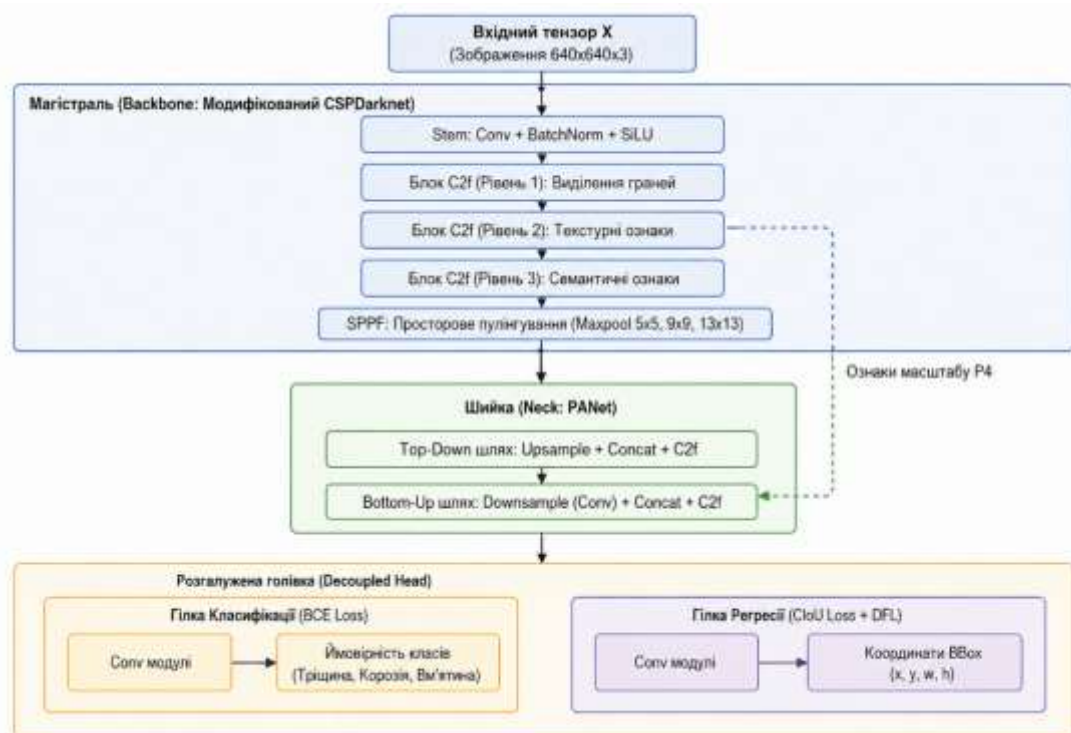 Вхідний тензор X
(Зображення 640x640x3)
Магістраль (Backbone: Модифікований CSPDarknet)
Stem: Conv + BatchNorm + SiLU
Блок C2f (Рівень 1): Виділення граней
Блок C2f (Рівень 2): Текстурні ознаки
Блок C2f (Рівень 3): Семантичні ознаки
SPPF: Просторове пулінгування (Maxpool 5x5, 9x9, 13x13)
Ознаки масштабу P4
Шийка (Neck: PANet)
Top-Down шлях: Upsample + Concat + C2f
Bottom-Up шлях: Downsample (Conv) + Concat + C2f
Розгалужена голівка (Decoupled Head)
Гілка Класифікації (BCE Loss)
Conv модулі
Ймовірність класів
(Тріщина, Корозія, Вм'ятина)
Гілка Регресії (CIoU Loss + DFL)
Conv модулі
Координати BBox
(x, y, w, h)